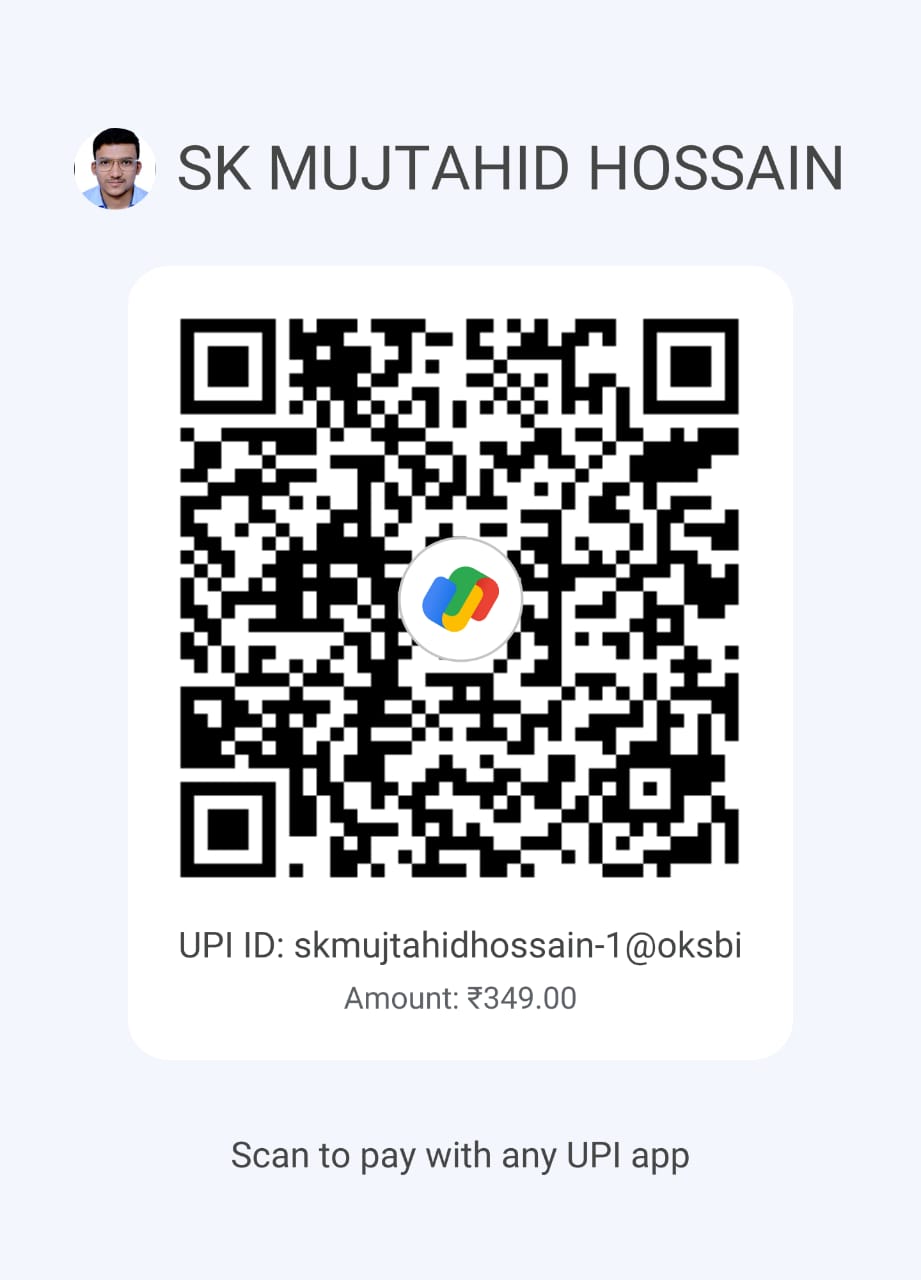 SK MUJTAHID HOSSAIN
UPI ID: skmujtahidhossain-1@oksbi
Amount: ₹349.00
Scan to pay with any UPI app